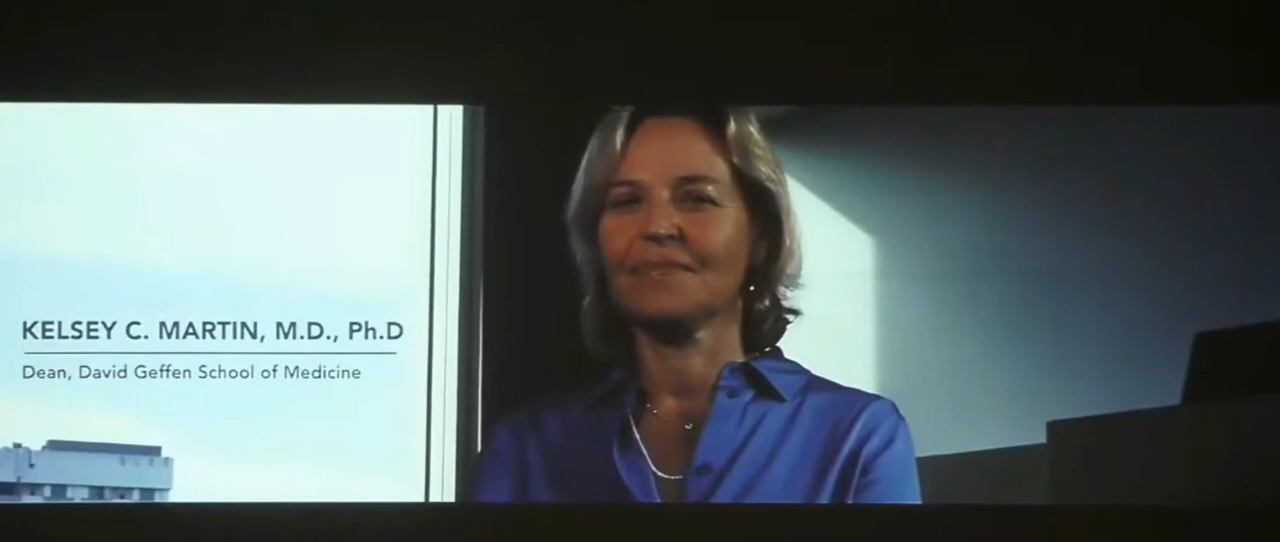 KELSEY C. MARTIN, M.D., Ph.D
Dean, David Geffen School of Medicine